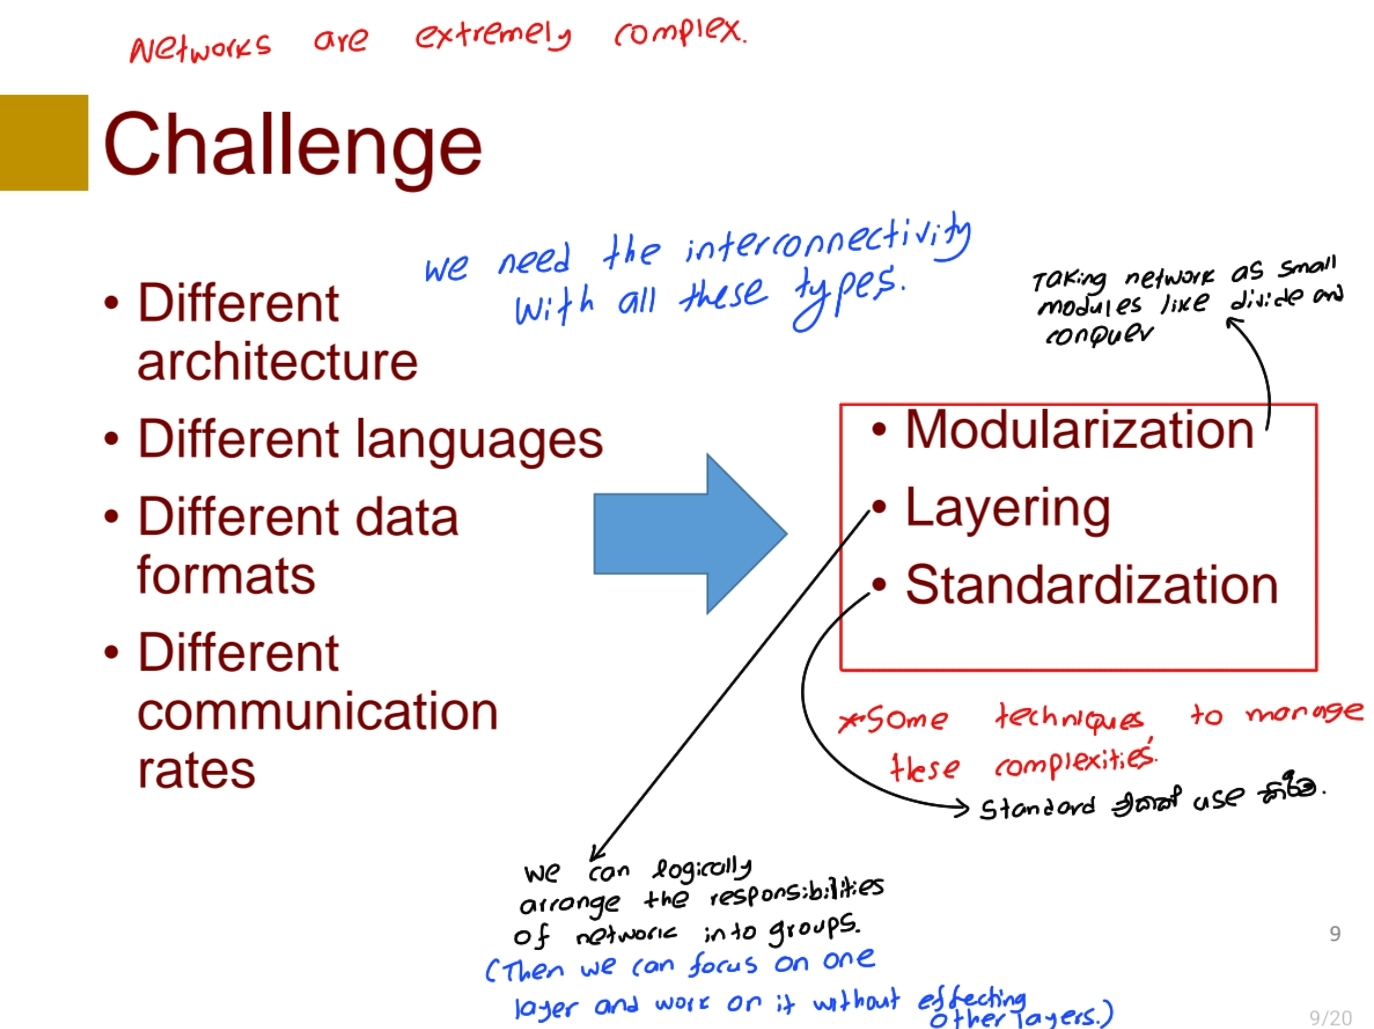 Networks are extremely complex.
Challenge
we need the interconnectivity
with all these types.
• Different
architecture
• Different languages
• Different data
formats
• Different
communication
rates
Taking network as small
modules like divide and
conquer
• Modularization
• Layering
• Standardization
*Some techniques to manage
these complexities.
Standard එකක් use කිරීම.
we can logically
arrange the responsibilities
of network into groups.
(Then we can focus on one
layer and work on it without effecting
other layers.)
9
9/20